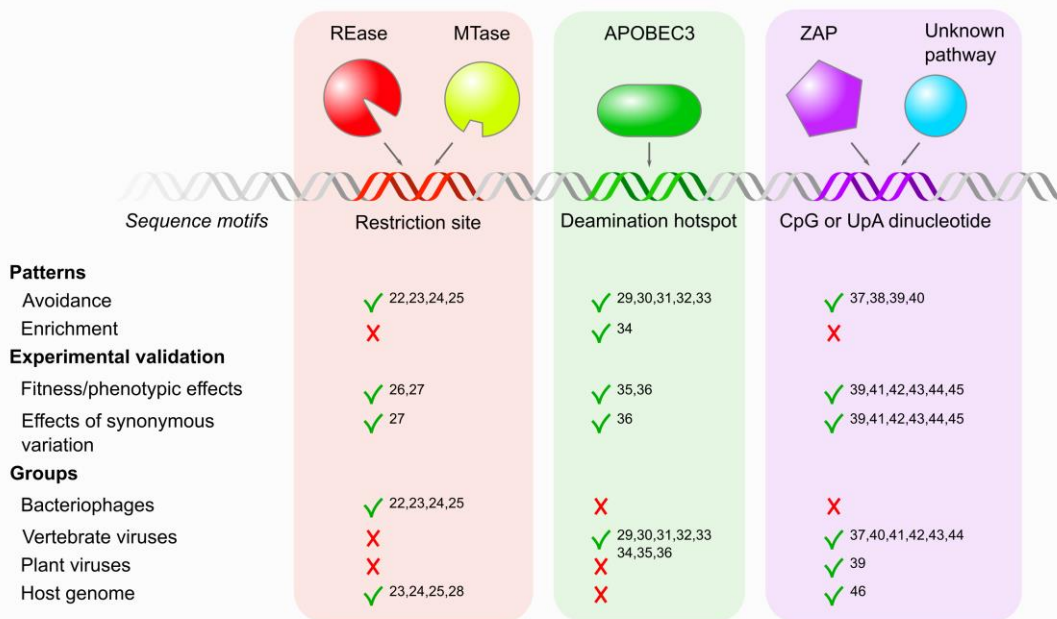 REase MTase APOBEC3 ZAP Unknown
pathway
Sequence motifs Restriction site Deamination hotspot CpG or UpA dinucleotide
Patterns
Avoidance 22,23,24,25 29,30,31,32,33 37,38,39,40
Enrichment 34
Experimental validation
Fitness/phenotypic effects 26,27 35,36 39,41,42,43,44,45
Effects of synonymous 27 36 39,41,42,43,44,45
variation
Groups
Bacteriophages 22,23,24,25
Vertebrate viruses 29,30,31,32,33 37,40,41,42,43,44
34,35,36
Plant viruses 39
Host genome 23,24,25,28 46